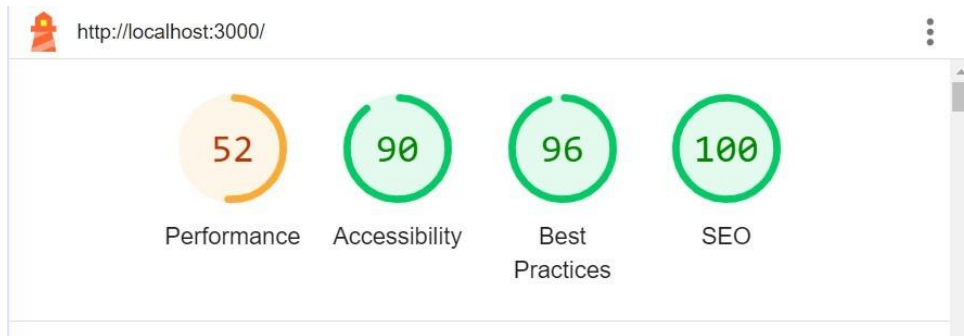 http://localhost:3000/
52
90
96
100
Performance
Accessibility
Best
Practices
SEO